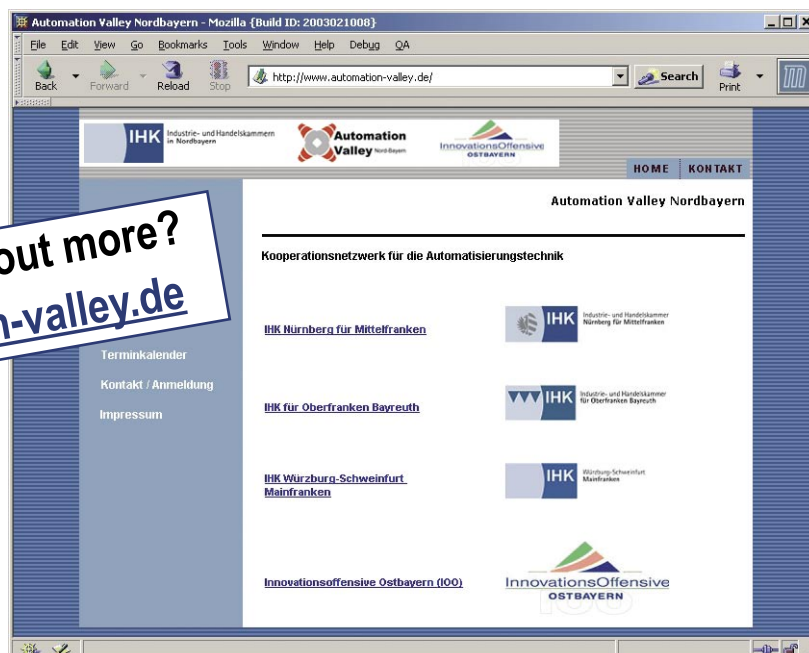 Automation Valley Nordbayern - Mozilla {Build ID: 2003021008}
File Edit View Go Bookmarks Tools Window Help Debug QA
Back Forward Reload Stop http://www.automation-valley.de/ Search Print
IHK Industrie- und Handelskammern
in Nordbayern
Automation
Valley Nord-Bayern
InnovationsOffensive
OSTBAYERN
HOME KONTAKT
Automation Valley Nordbayern
out more?
n-valley.de
Kooperationsnetzwerk für die Automatisierungstechnik
Terminkalender
Kontakt / Anmeldung
Impressum
IHK Nürnberg für Mittelfranken
IHK Industrie- und Handelskammer
Nürnberg für Mittelfranken
IHK für Oberfranken Bayreuth
IHK Industrie- und Handelskammer
für Oberfranken Bayreuth
IHK Würzburg-Schweinfurt
Mainfranken
IHK Würzburg-Schweinfurt
Mainfranken
Innovationsoffensive Ostbayern (IOO)
InnovationsOffensive
OSTBAYERN
IOO